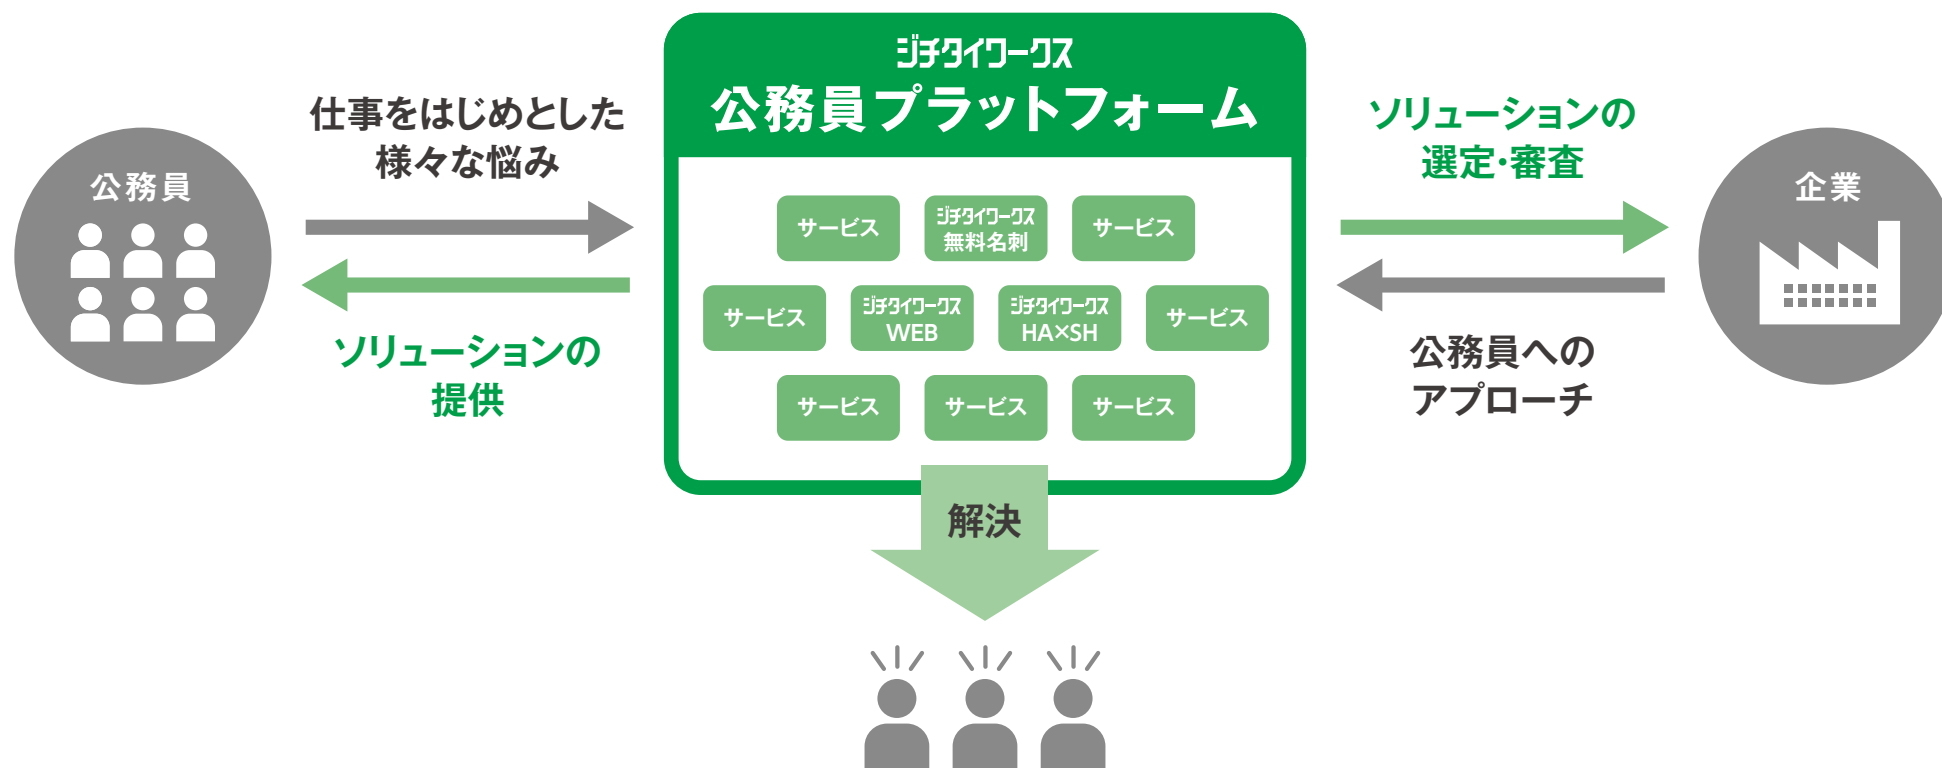 公務員
仕事をはじめとした
様々な悩み
ソリューションの
提供
ジチタイワークス
公務員プラットフォーム
サービス
ジチタイワークス
無料名刺
サービス
サービス
ジチタイワークス
WEB
ジチタイワークス
HA×SH
サービス
サービス
サービス
サービス
解決
ソリューションの
選定・審査
公務員への
アプローチ
企業